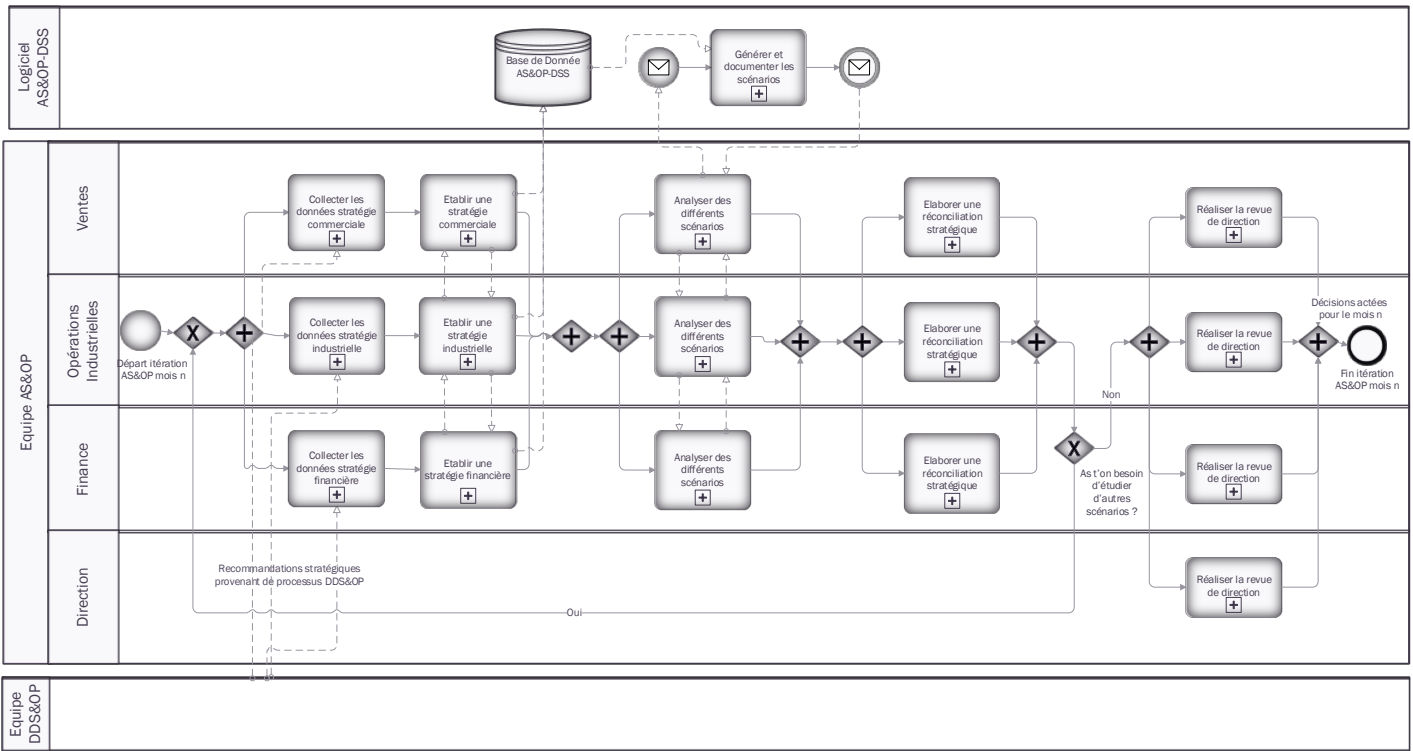 Logiciel
AS&OP-DSS
Base de Donnée
AS&OP-DSS
Générer et
documenter les
scénarios
Equipe AS&OP
Ventes
Collecter les
données stratégie
commerciale
Etablir une
stratégie
commerciale
Analyser des
différents
scénarios
Elaborer une
réconciliation
stratégique
Réaliser la revue
de direction
Opérations
Industrielles
Départ itération
AS&OP mois n
X
Collecter les
données stratégie
industrielle
Etablir une
stratégie
industrielle
Analyser des
différents
scénarios
Elaborer une
réconciliation
stratégique
Non
Réaliser la revue
de direction
Décisions actées
pour le mois n
Fin itération
AS&OP mois n
Finance
Collecter les
données stratégie
financière
Etablir une
stratégie financière
Analyser des
différents
scénarios
Elaborer une
réconciliation
stratégique
X
As t'on besoin
d'étudier
d'autres
scénarios ?
Réaliser la revue
de direction
Direction
Recommandations stratégiques
provenant de processus DDS&OP
Oui
Réaliser la revue
de direction
Equipe
DDS&OP